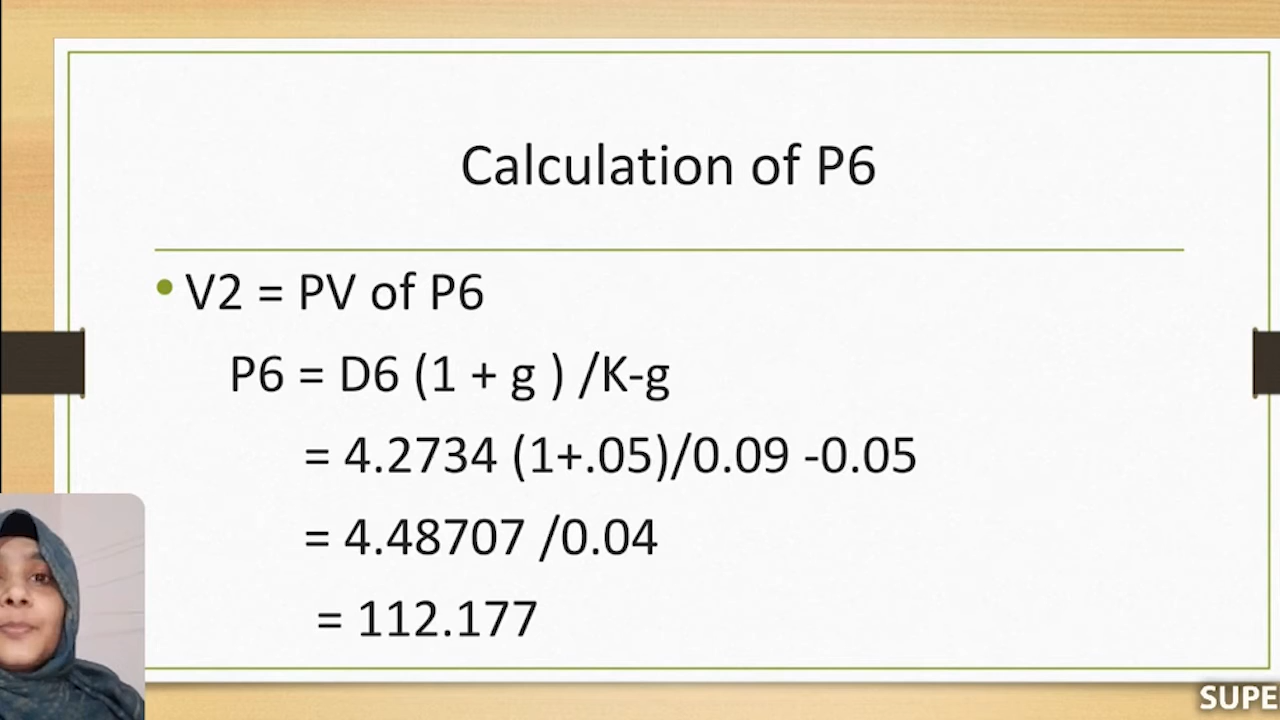 Calculation of P6
• V2 = PV of P6
P6 = D6 (1 + g ) /K-g
= 4.2734 (1+.05)/0.09 -0.05
= 4.48707 /0.04
= 112.177
SUPE